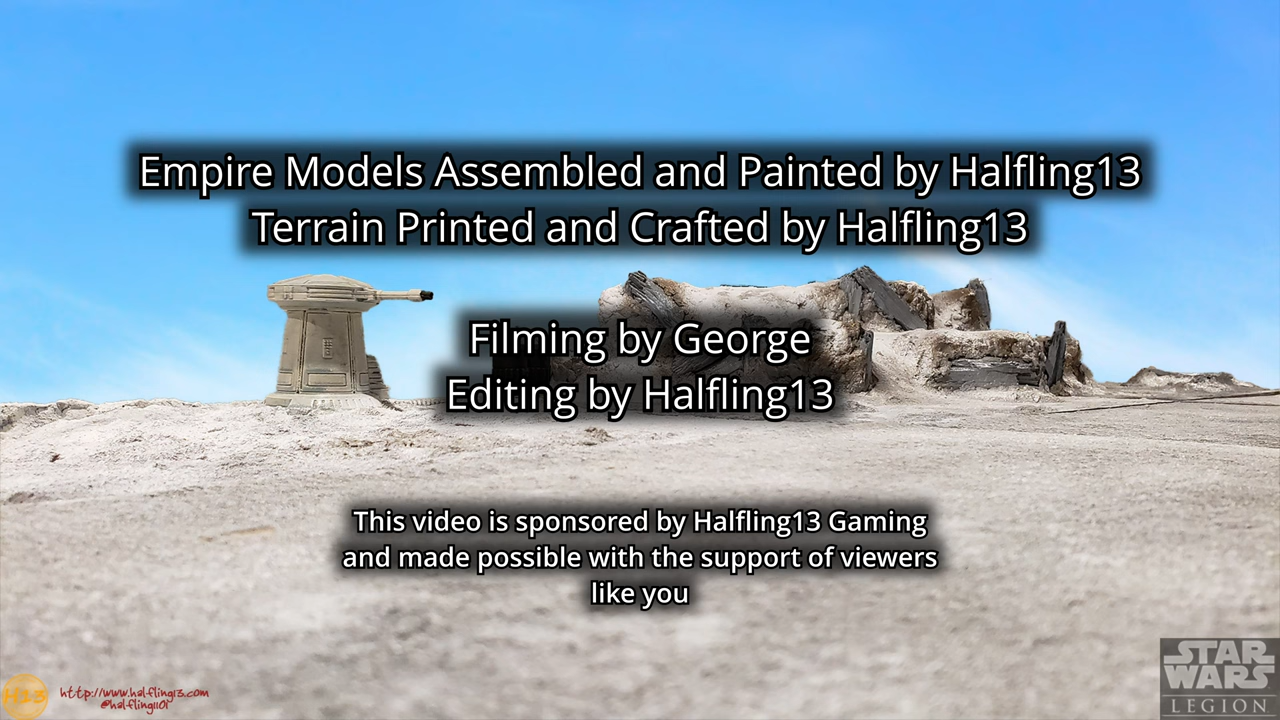 Empire Models Assembled and Painted by Halfling13
Terrain Printed and Crafted by Halfling13
Filming by George
Editing by Halfling13
This video is sponsored by Halfling13 Gaming
and made possible with the support of viewers
like you
H13
http://www.halfling13.com
@halfling1101
STAR
WARS
LEGION